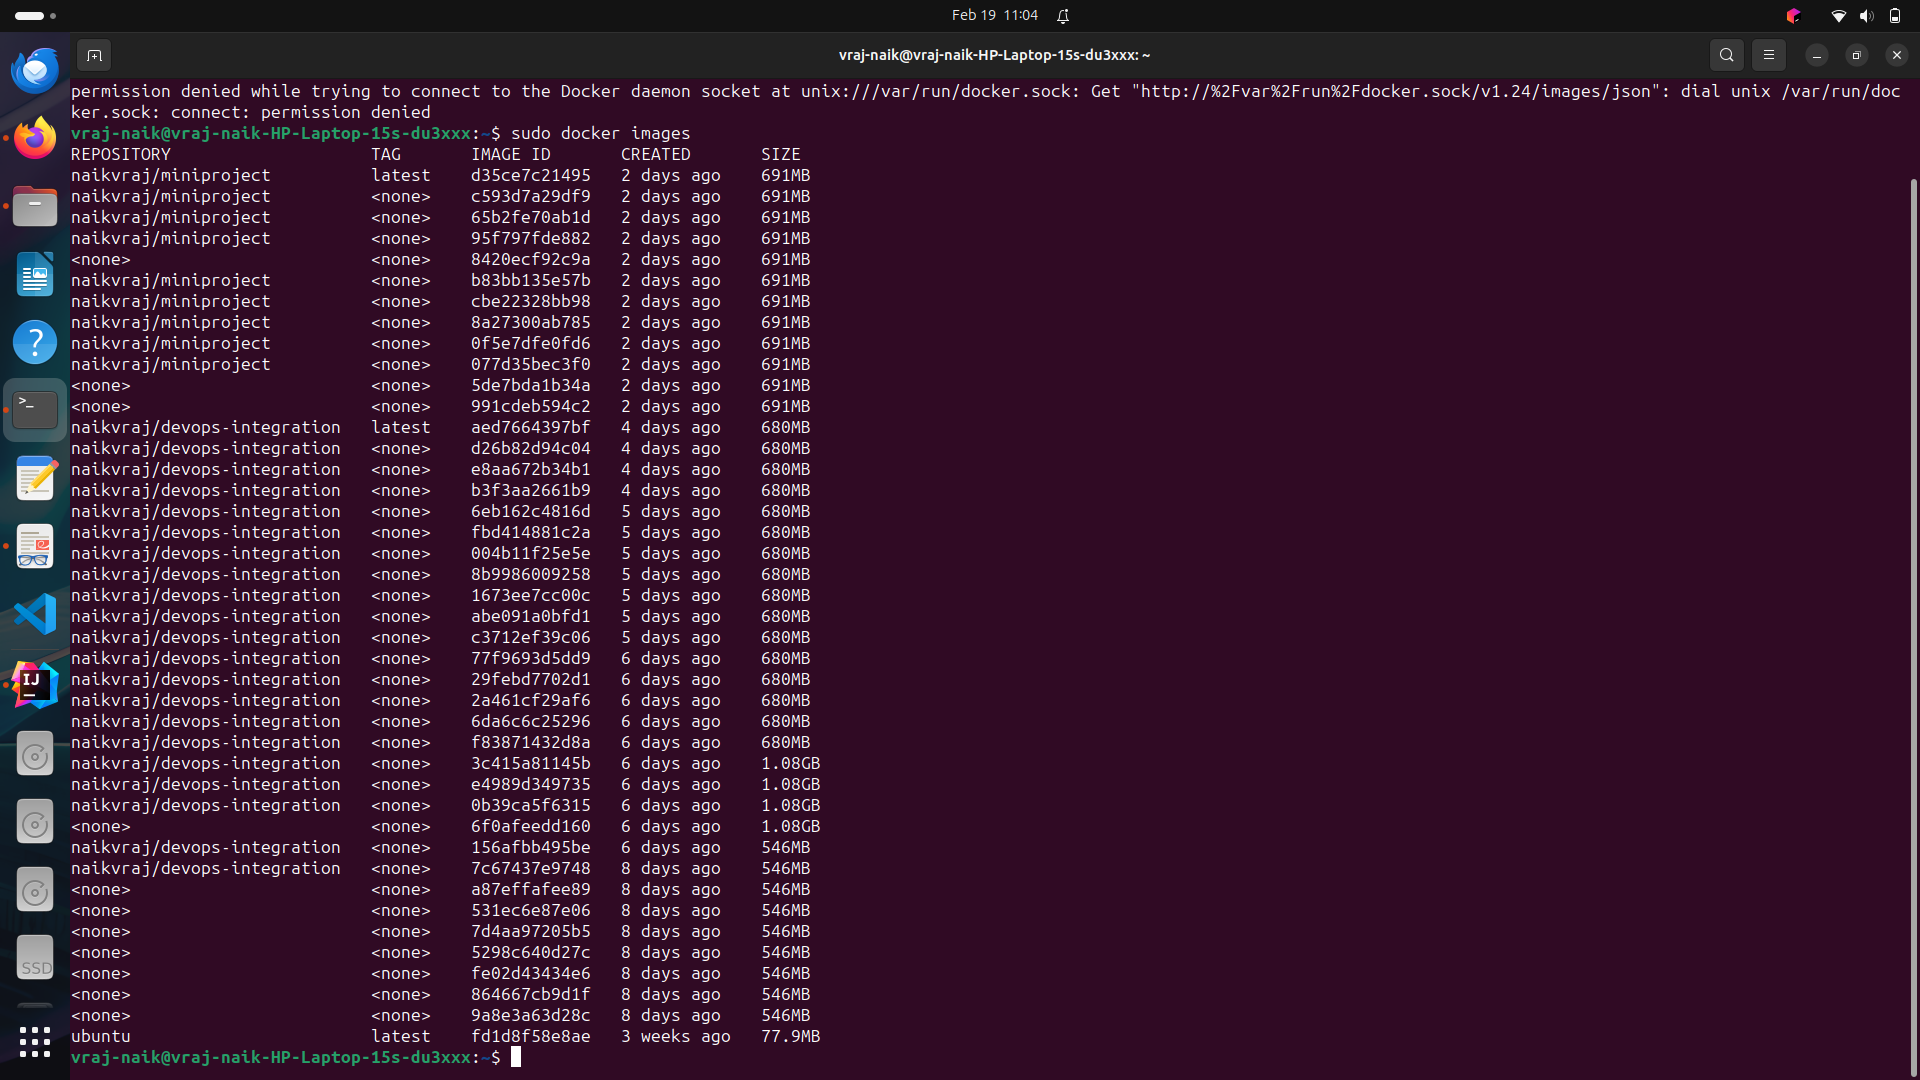 Feb 19 11:04
vraj-naik@vraj-naik-HP-Laptop-15s-du3xxx: ~
permission denied while trying to connect to the Docker daemon socket at unix:///var/run/docker.sock: Get "http://%2Fvar%2Frun%2Fdocker.sock/v1.24/images/json": dial unix /var/run/doc
ker.sock: connect: permission denied
vraj-naik@vraj-naik-HP-Laptop-15s-du3xxx:~$ sudo docker images
REPOSITORY TAG IMAGE ID CREATED SIZE
naikvraj/miniproject latest d35ce7c21495 2 days ago 691MB
naikvraj/miniproject <none> c593d7a29df9 2 days ago 691MB
naikvraj/miniproject <none> 65b2fe70ab1d 2 days ago 691MB
naikvraj/miniproject <none> 95f797fde882 2 days ago 691MB
<none> <none> 8420ecf92c9a 2 days ago 691MB
naikvraj/miniproject <none> b83bb135e57b 2 days ago 691MB
naikvraj/miniproject <none> cbe22328bb98 2 days ago 691MB
naikvraj/miniproject <none> 8a27300ab785 2 days ago 691MB
naikvraj/miniproject <none> 0f5e7dfe0fd6 2 days ago 691MB
naikvraj/miniproject <none> 077d35bec3f0 2 days ago 691MB
<none> <none> 5de7bda1b34a 2 days ago 691MB
<none> <none> 991cdeb594c2 2 days ago 691MB
naikvraj/devops-integration latest aed7664397bf 4 days ago 680MB
naikvraj/devops-integration <none> d26b82d94c04 4 days ago 680MB
naikvraj/devops-integration <none> e8aa672b34b1 4 days ago 680MB
naikvraj/devops-integration <none> b3f3aa2661b9 4 days ago 680MB
naikvraj/devops-integration <none> 6eb162c4816d 5 days ago 680MB
naikvraj/devops-integration <none> fbd414881c2a 5 days ago 680MB
naikvraj/devops-integration <none> 004b11f25e5e 5 days ago 680MB
naikvraj/devops-integration <none> 8b9986009258 5 days ago 680MB
naikvraj/devops-integration <none> 1673ee7cc00c 5 days ago 680MB
naikvraj/devops-integration <none> abe091a0bfd1 5 days ago 680MB
naikvraj/devops-integration <none> c3712ef39c06 5 days ago 680MB
naikvraj/devops-integration <none> 77f9693d5dd9 6 days ago 680MB
naikvraj/devops-integration <none> 29febd7702d1 6 days ago 680MB
naikvraj/devops-integration <none> 2a461cf29af6 6 days ago 680MB
naikvraj/devops-integration <none> 6da6c6c25296 6 days ago 680MB
naikvraj/devops-integration <none> f83871432d8a 6 days ago 680MB
naikvraj/devops-integration <none> 3c415a81145b 6 days ago 1.08GB
naikvraj/devops-integration <none> e4989d349735 6 days ago 1.08GB
naikvraj/devops-integration <none> 0b39ca5f6315 6 days ago 1.08GB
<none> <none> 6f0afeedd160 6 days ago 1.08GB
naikvraj/devops-integration <none> 156afbb495be 6 days ago 546MB
naikvraj/devops-integration <none> 7c67437e9748 8 days ago 546MB
<none> <none> a87effafee89 8 days ago 546MB
<none> <none> 531ec6e87e06 8 days ago 546MB
<none> <none> 7d4aa97205b5 8 days ago 546MB
<none> <none> 5298c640d27c 8 days ago 546MB
<none> <none> fe02d43434e6 8 days ago 546MB
<none> <none> 864667cb9d1f 8 days ago 546MB
<none> <none> 9a8e3a63d28c 8 days ago 546MB
ubuntu latest fd1d8f58e8ae 3 weeks ago 77.9MB
vraj-naik@vraj-naik-HP-Laptop-15s-du3xxx:~$
IJ
SSD